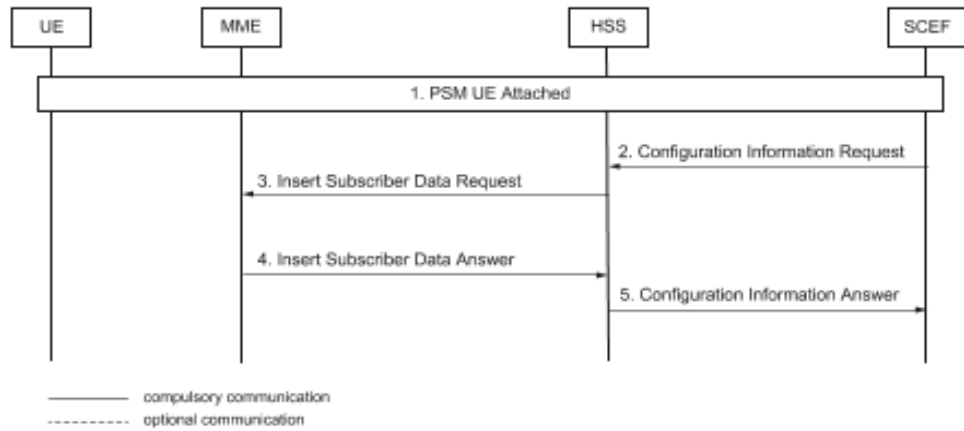 UE MME HSS SCEF
1. PSM UE Attached
2. Configuration Information Request
3. Insert Subscriber Data Request
4. Insert Subscriber Data Answer
5. Configuration Information Answer
compulsory communication
optional communication